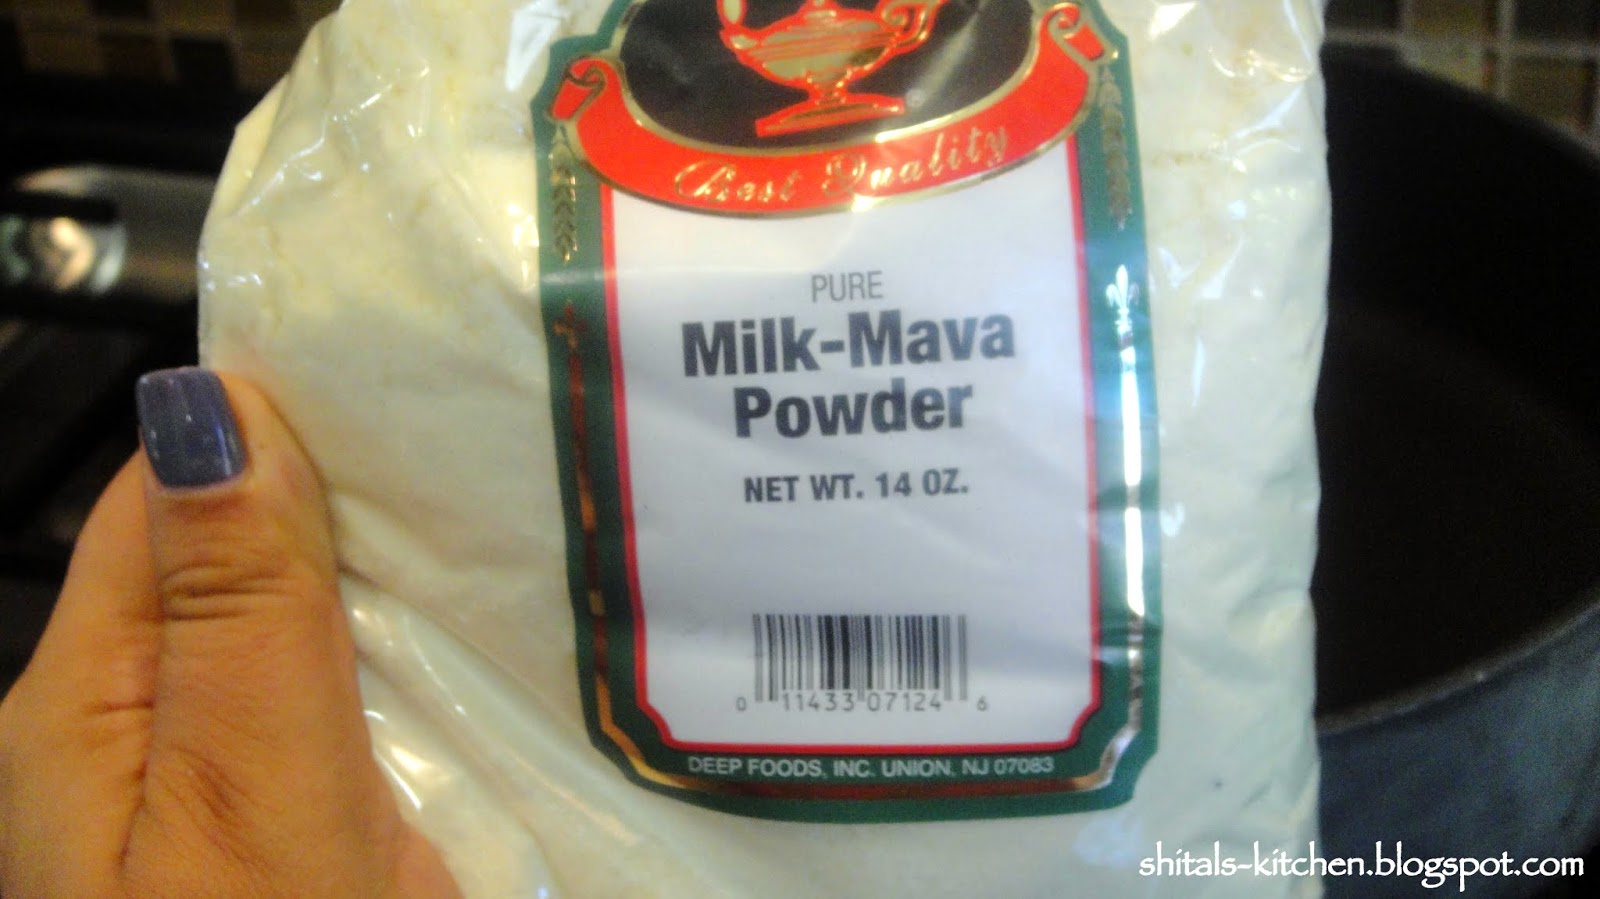 Best Quality
PURE
Milk-Mava
Powder
NET WT. 14 OZ.
0 11433 07124 6
DEEP FOODS, INC. UNION, NJ 07083
shitals-kitchen.blogspot.com